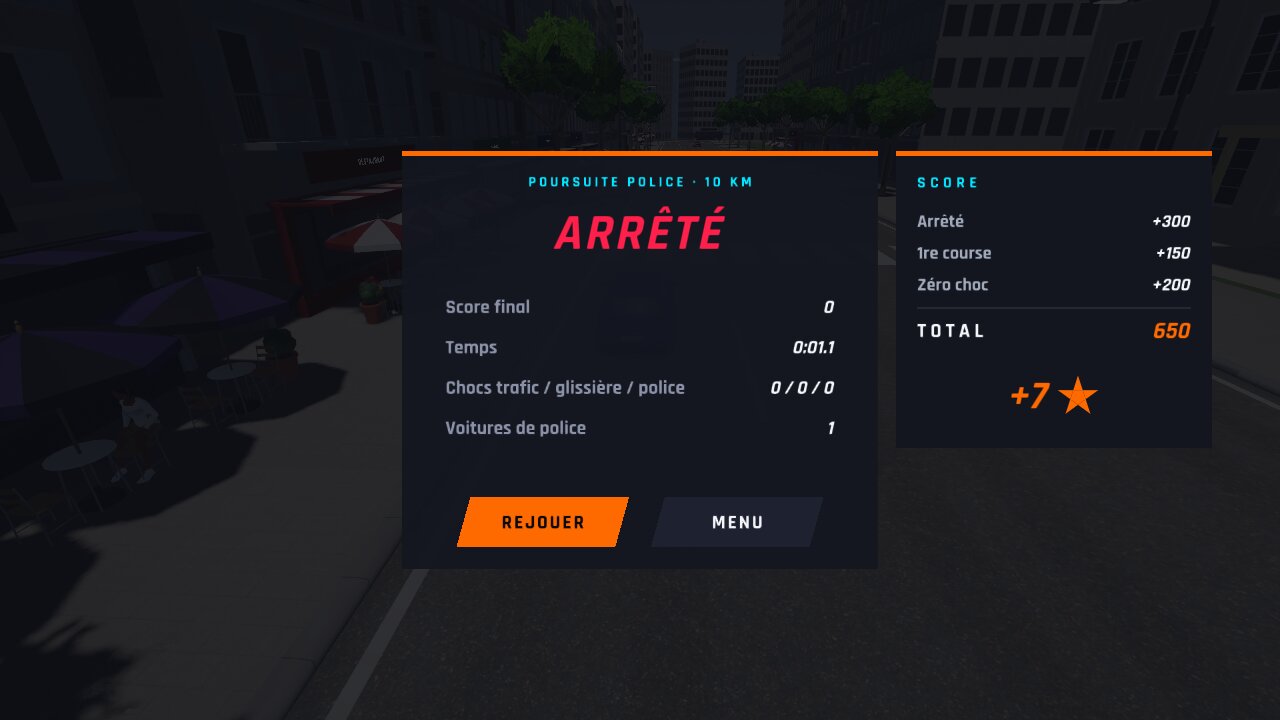 POURSUITE POLICE · 10 KM
ARRÊTÉ
Score final 0
Temps 0:01.1
Chocs trafic / glissière / police 0 / 0 / 0
Voitures de police 1
REJOUER MENU
SCORE
Arrêté +300
1re course +150
Zéro choc +200
TOTAL 650
+7